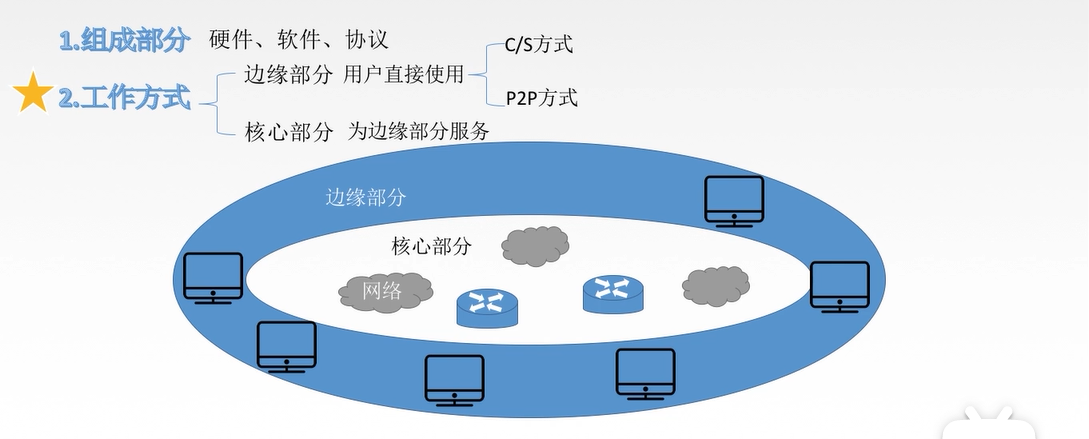 1.组成部分 硬件、软件、协议
C/S方式
边缘部分 用户直接使用
2.工作方式
P2P方式
核心部分 为边缘部分服务
边缘部分
核心部分
网络